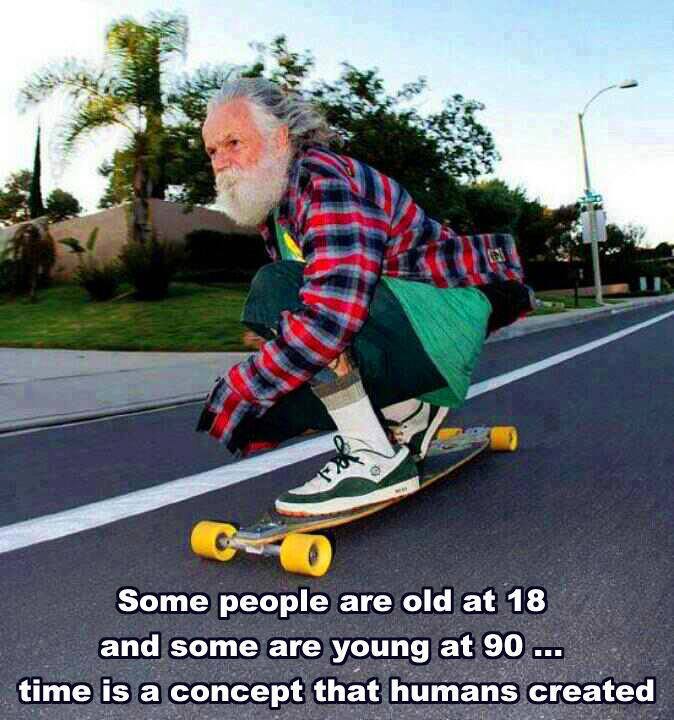 Some people are old at 18
and some are young at 90 ...
time is a concept that humans created